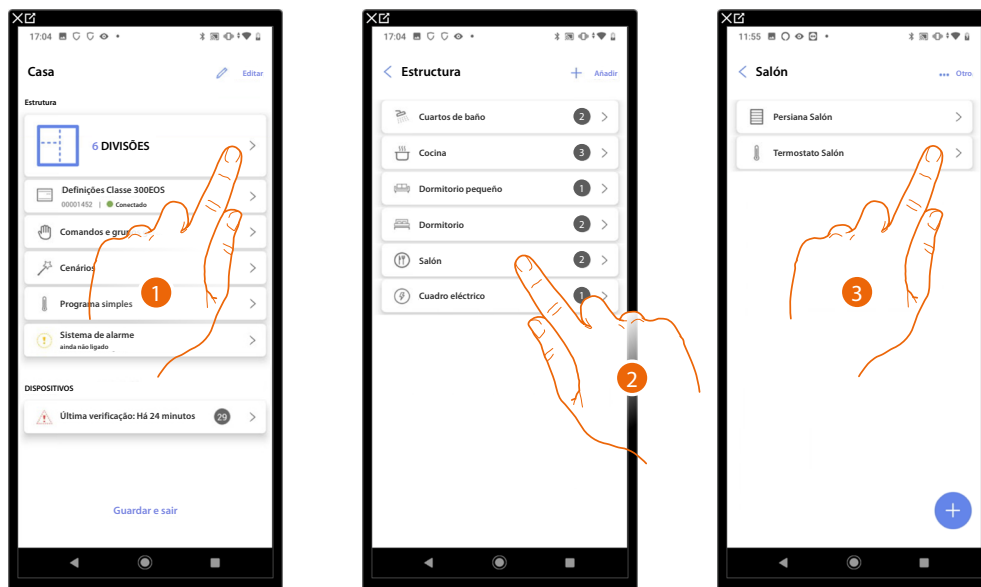 17:04
Casa
Editar
Estrutura
6 DIVISÕES
Definições Classe 300EOS
00001452 | Conectado
Comandos e gru
Cenários
Programa simples
Sistema de alarme
ainda não ligado
DISPOSITIVOS
Última verificação: Há 24 minutos 29
Guardar e sair
1
17:04
Estructura
+ Añadir
Cuartos de baño 2
Cocina 3
Dormitorio pequeño 1
Dormitorio 2
Salón 2
Cuadro eléctrico 1
2
11:55
Salón
••• Otro
Persiana Salón
Termostato Salón
3
+